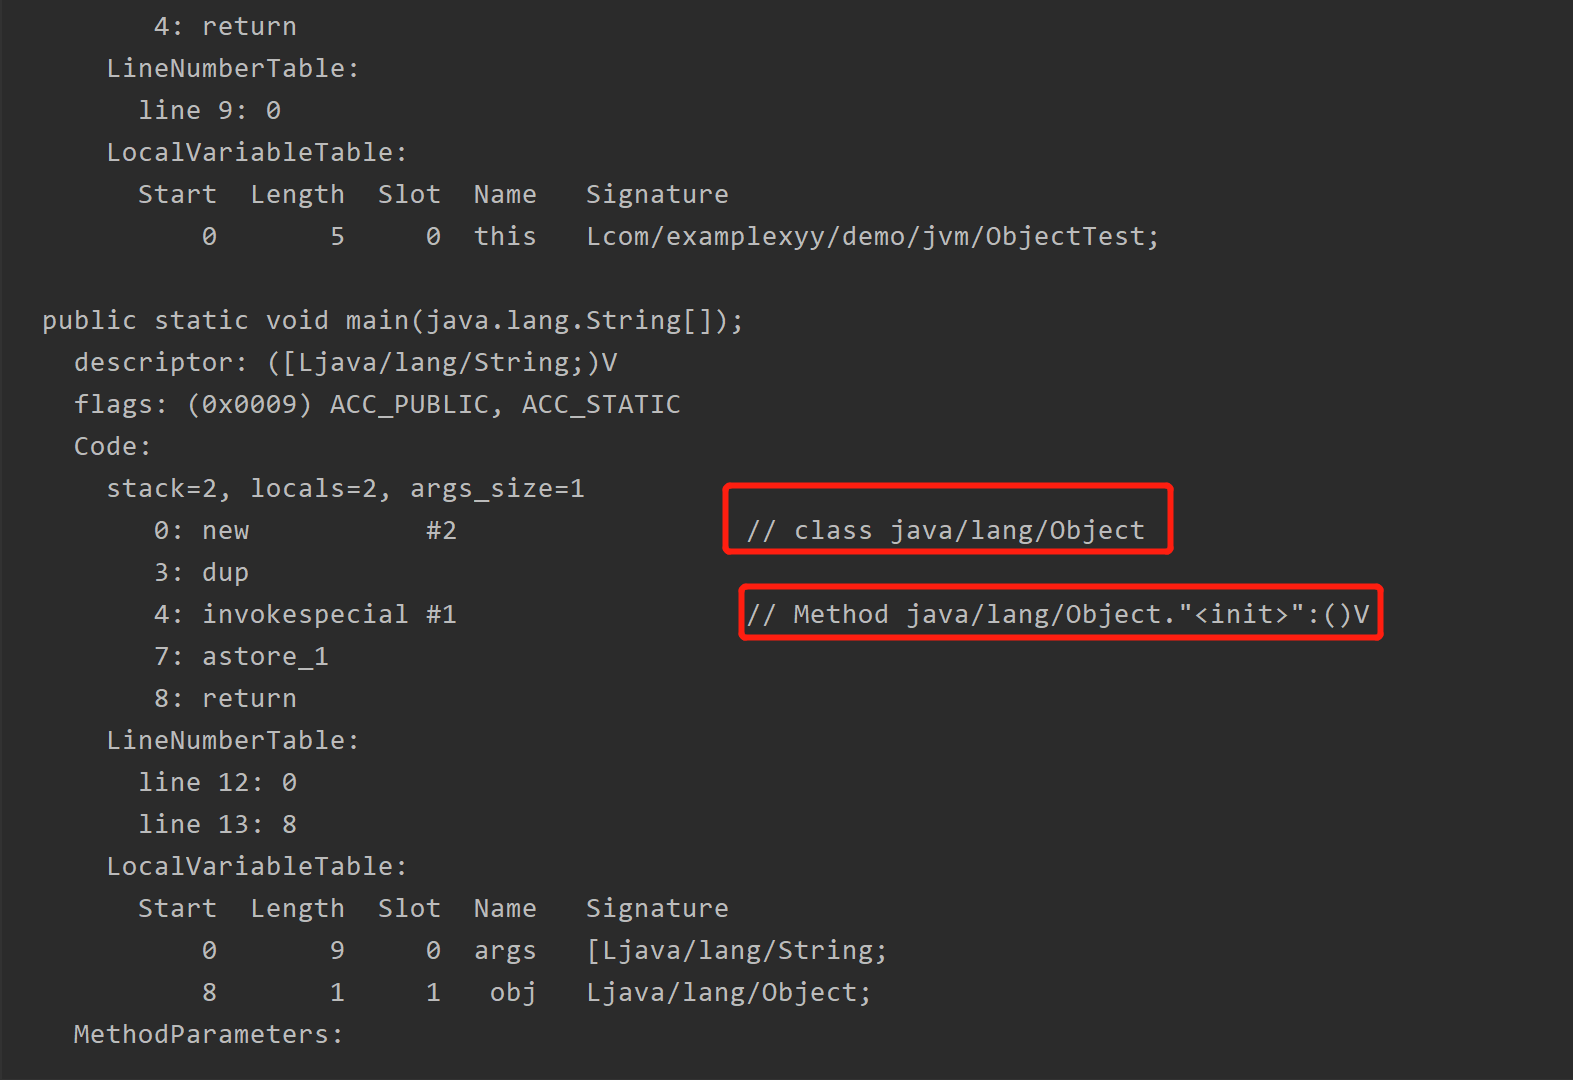 4: return
LineNumberTable:
line 9: 0
LocalVariableTable:
Start Length Slot Name Signature
0 5 0 this Lcom/examplexyy/demo/jvm/ObjectTest;
public static void main(java.lang.String[]);
descriptor: ([Ljava/lang/String;)V
flags: (0x0009) ACC_PUBLIC, ACC_STATIC
Code:
stack=2, locals=2, args_size=1
0: new #2 // class java/lang/Object
3: dup
4: invokespecial #1 // Method java/lang/Object."<init>":()V
7: astore_1
8: return
LineNumberTable:
line 12: 0
line 13: 8
LocalVariableTable:
Start Length Slot Name Signature
0 9 0 args [Ljava/lang/String;
8 1 1 obj Ljava/lang/Object;
MethodParameters: